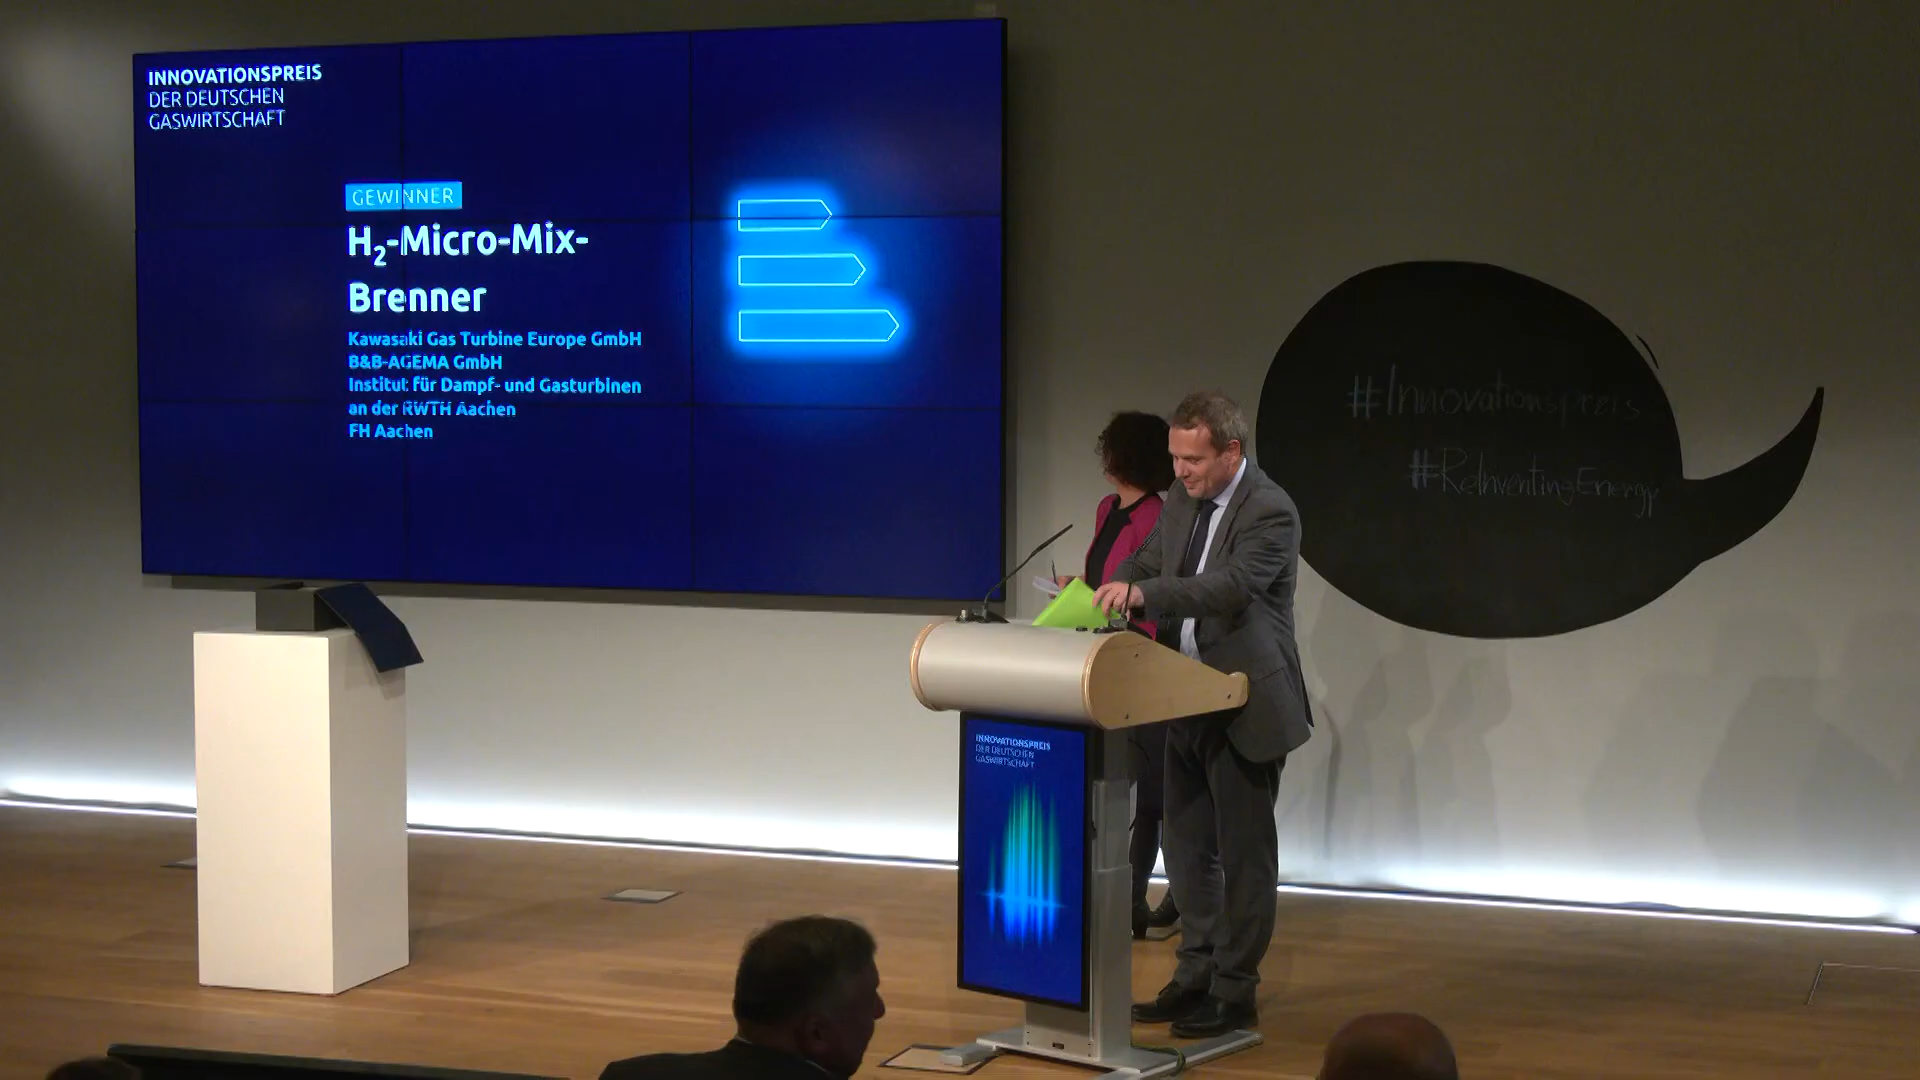 INNOVATIONSPREIS
DER DEUTSCHEN
GASWIRTSCHAFT
GEWINNER
H₂-Micro-Mix-
Brenner
Kawasaki Gas Turbine Europe GmbH
B&B-AGEMA GmbH
Institut für Dampf- und Gasturbinen
an der RWTH Aachen
FH Aachen
#Innovationspreis
#ReInventingEnergy
INNOVATIONSPREIS
DER DEUTSCHEN
GASWIRTSCHAFT